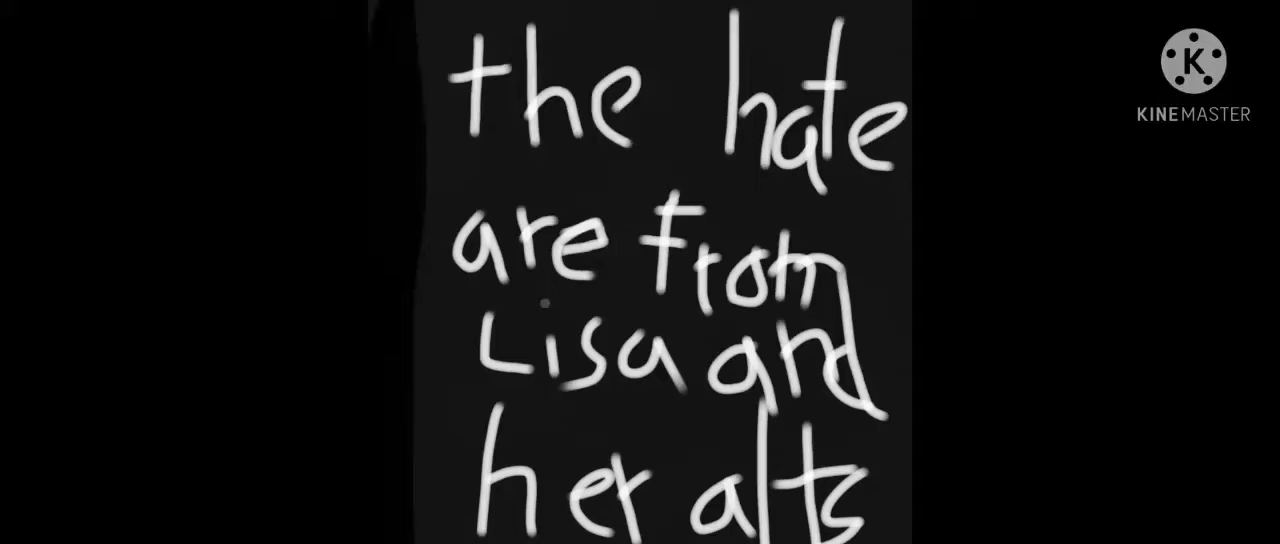 the hate
are from
Lisa and
her alts
K
KINEMASTER